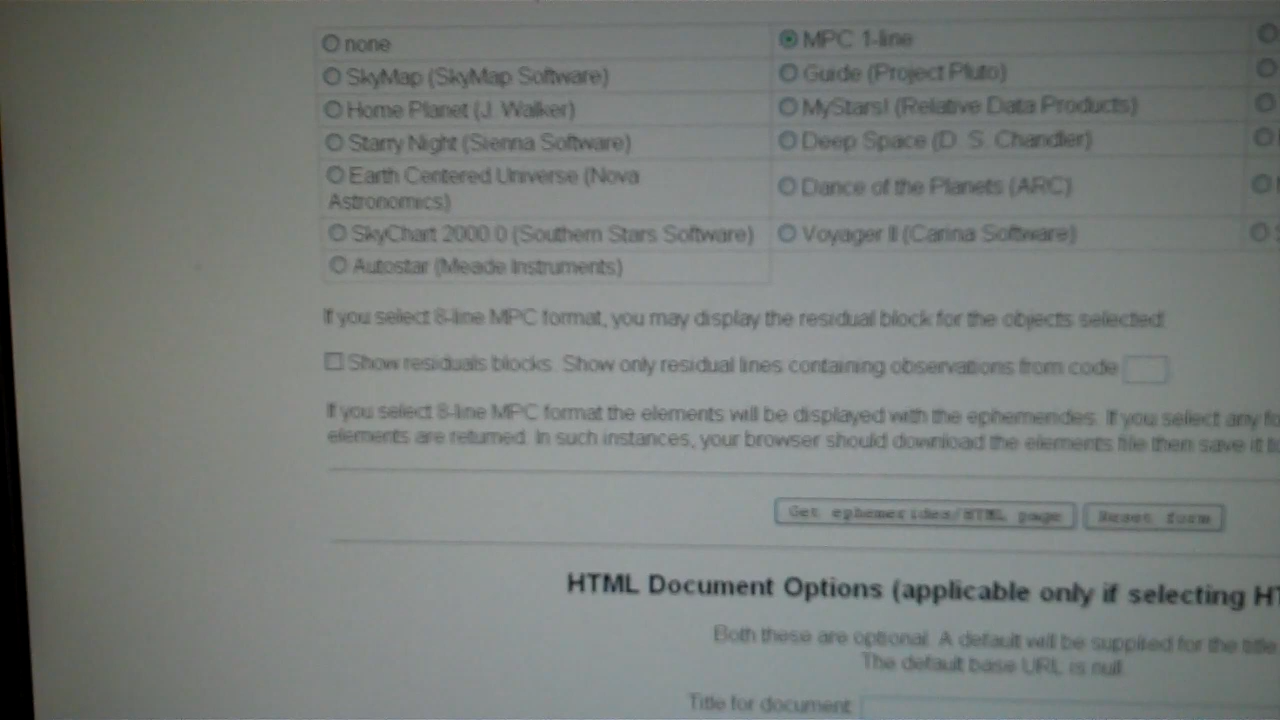 none
MPC 1-line
SkyMap (SkyMap Software)
Guide (Project Pluto)
Home Planet (J. Walker)
MyStars! (Relative Data Products)
Starry Night (Sienna Software)
Deep Space (D. S. Chandler)
Earth Centered Universe (Nova
Astronomics)
Dance of the Planets (ARC)
SkyChart 2000.0 (Southern Stars Software)
Voyager II (Carina Software)
Autostar (Meade Instruments)
If you select 8-line MPC format, you may display the residual block for the objects selected:
Show residuals blocks. Show only residual lines containing observations from code
If you select 8-line MPC format the elements will be displayed with the ephemerides. If you select any
elements are returned. In such instances, your browser should download the elements file then save it
Get ephemerides/HTML page
Reset form
HTML Document Options (applicable only if selecting
Both these are optional. A default will be supplied for the title
The default base URL is null.
Title for document